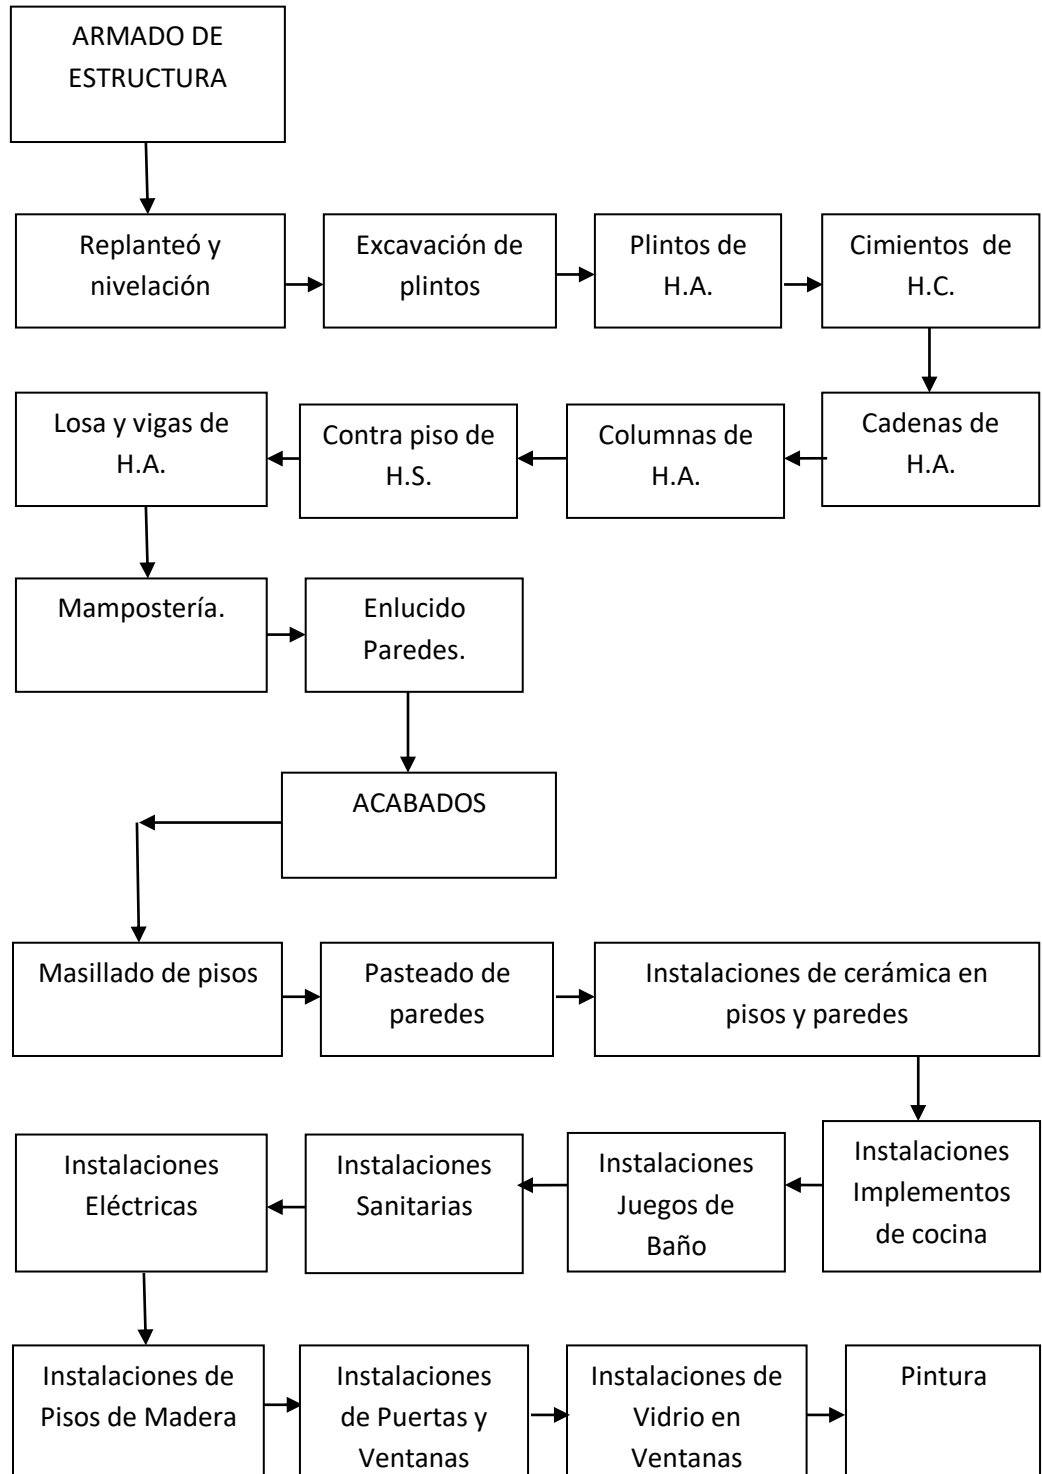 ARMADO DE
ESTRUCTURA
Replanteó y
nivelación
Excavación de
plintos
Plintos de
H.A.
Cimientos de
H.C.
Cadenas de
H.A.
Columnas de
H.A.
Contra piso de
H.S.
Losa y vigas de
H.A.
Mampostería.
Enlucido
Paredes.
ACABADOS
Masillado de pisos
Pasteado de
paredes
Instalaciones de cerámica en
pisos y paredes
Instalaciones
Implementos
de cocina
Instalaciones
Juegos de
Baño
Instalaciones
Sanitarias
Instalaciones
Eléctricas
Instalaciones de
Pisos de Madera
Instalaciones
de Puertas y
Ventanas
Instalaciones de
Vidrio en
Ventanas
Pintura